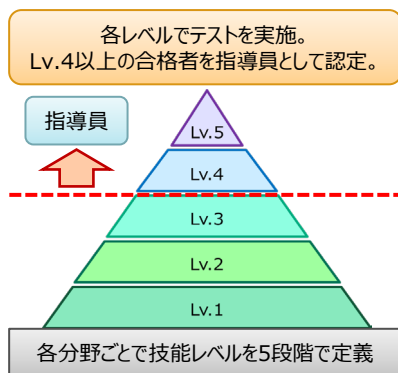 各レベルでテストを実施。
Lv.4以上の合格者を指導員として認定。
指導員
Lv.5
Lv.4
Lv.3
Lv.2
Lv.1
各分野ごとで技能レベルを5段階で定義